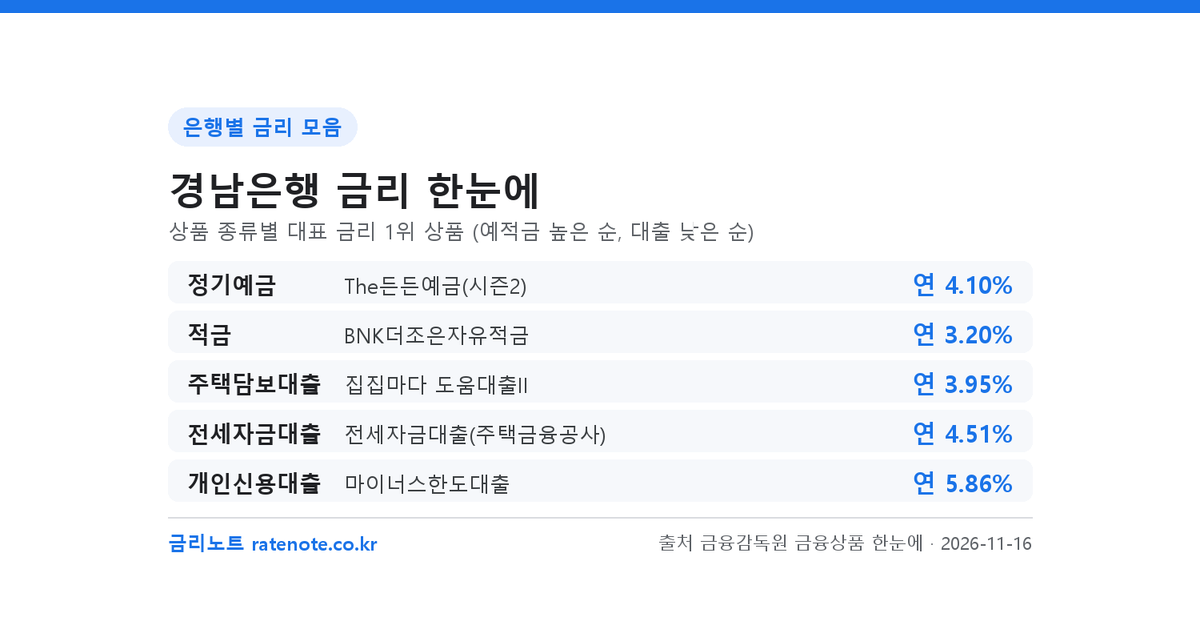 은행별 금리 모음
경남은행 금리 한눈에
상품 종류별 대표 금리 1위 상품 (예적금 높은 순, 대출 낮은 순)
정기예금 The든든예금(시즌2) 연 4.10%
적금 BNK더조은자유적금 연 3.20%
주택담보대출 집집마다 도움대출II 연 3.95%
전세자금대출 전세자금대출(주택금융공사) 연 4.51%
개인신용대출 마이너스한도대출 연 5.86%
금리노트 ratenote.co.kr 출처 금융감독원 금융상품 한눈에 · 2026-11-16